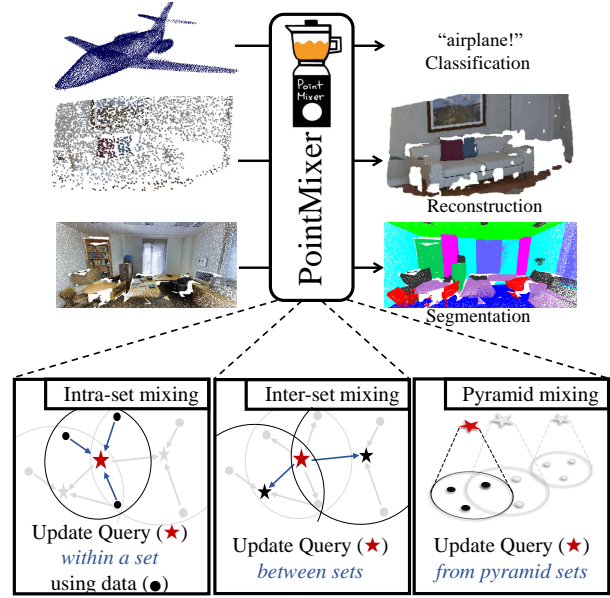 “airplane!”
Classification
Point
Mixer
PointMixer
Reconstruction
Segmentation
Intra-set mixing
Update Query (★)
within a set
using data (●)
Inter-set mixing
Update Query (★)
between sets
Pyramid mixing
Update Query (★)
from pyramid sets